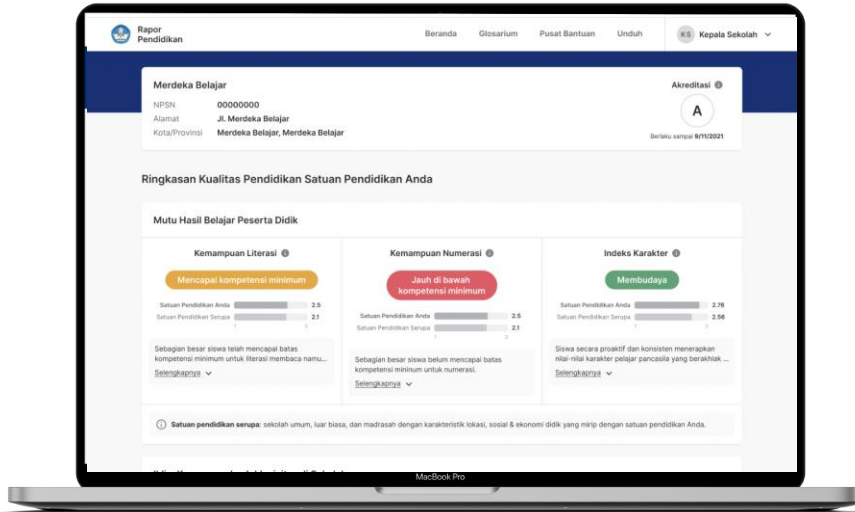 Rapor
Pendidikan
Beranda Glosarium Pusat Bantuan Unduh KS Kepala Sekolah
Merdeka Belajar
NPSN 00000000
Alamat Jl. Merdeka Belajar
Kota/Provinsi Merdeka Belajar, Merdeka Belajar
Akreditasi
A
Berlaku sampai 9/11/2021
Ringkasan Kualitas Pendidikan Satuan Pendidikan Anda
Mutu Hasil Belajar Peserta Didik
Kemampuan Literasi
Mencapai kompetensi minimum
Satuan Pendidikan Anda 2.5
Satuan Pendidikan Serupa 2.1
1 3
Sebagian besar siswa telah mencapai batas
kompetensi minimum untuk literasi membaca namu...
Selengkapnya
Kemampuan Numerasi
Jauh di bawah
kompetensi minimum
Satuan Pendidikan Anda 2.5
Satuan Pendidikan Serupa 2.1
1 3
Sebagian besar siswa belum mencapai batas
kompetensi minimum untuk numerasi.
Selengkapnya
Indeks Karakter
Membudaya
Satuan Pendidikan Anda 2.76
Satuan Pendidikan Serupa 2.56
1 3
Siswa secara proaktif dan konsisten menerapkan
nilai-nilai karakter pelajar pancasila yang berakhlak ...
Selengkapnya
Satuan pendidikan serupa: sekolah umum, luar biasa, dan madrasah dengan karakteristik lokasi, sosial & ekonomi didik yang mirip dengan satuan pendidikan Anda.
MacBook Pro